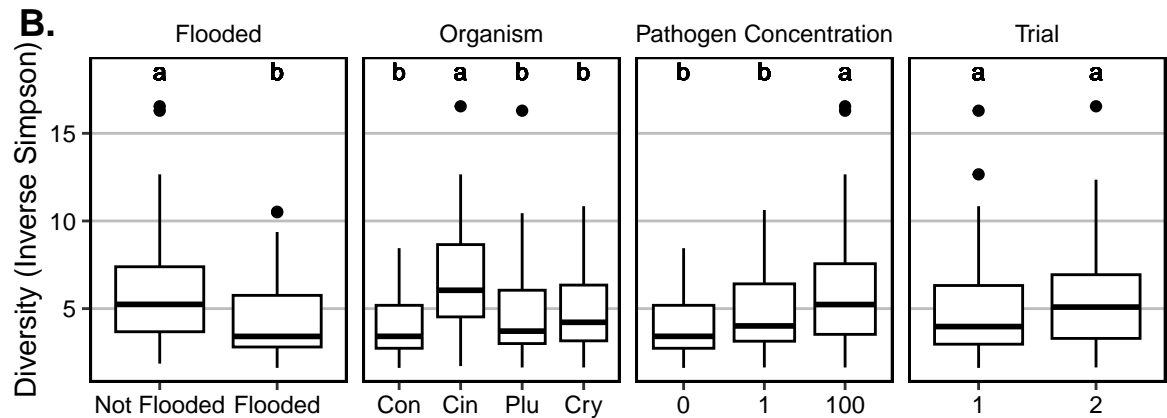 B.
Flooded Organism Pathogen Concentration Trial
a b b a b b b b a a a
Diversity (Inverse Simpson)
15
10
5
Not Flooded Flooded Con Cin Plu Cry 0 1 100 1 2